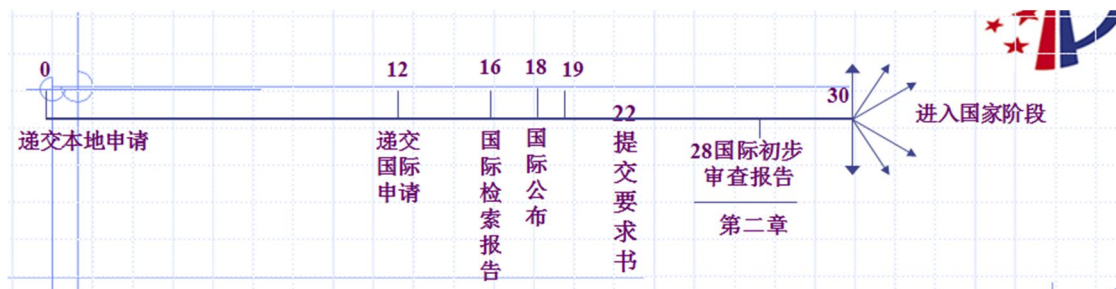 0
12
16
18
19
22
30
递交本地申请
递交
国际
申请
国际检索报告
国际公布
提交要求书
28国际初步
审查报告
第二章
进入国家阶段